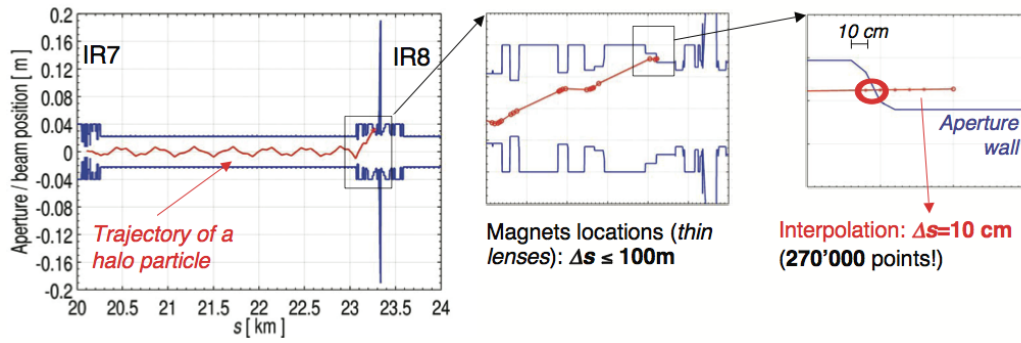 0.2
0.16
0.12
0.08
0.04
0
-0.04
-0.08
-0.12
-0.16
-0.2
Aperture / beam position [ m ]
IR7
IR8
Trajectory of a
halo particle
20 20.5 21 21.5 22 22.5 23 23.5 24
s [ km ]
Magnets locations (thin
lenses): Δs ≤ 100m
10 cm
Aperture
wall
Interpolation: Δs=10 cm
(270'000 points!)